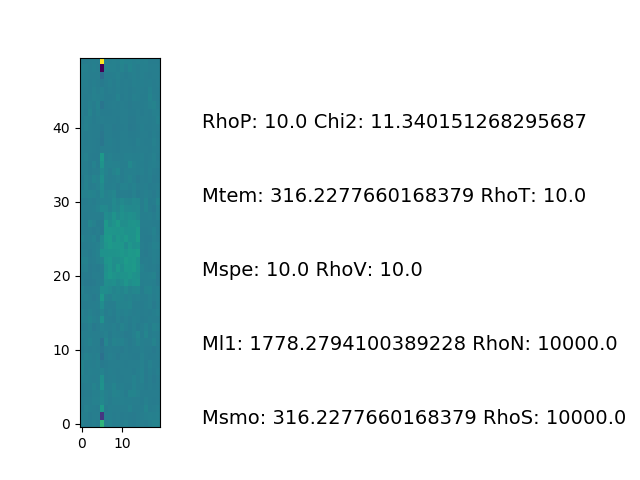 RhoP: 10.0 Chi2: 11.340151268295687
Mtem: 316.2277660168379 RhoT: 10.0
Mspe: 10.0 RhoV: 10.0
Ml1: 1778.2794100389228 RhoN: 10000.0
Msmo: 316.2277660168379 RhoS: 10000.0
40
30
20
10
0
0 10